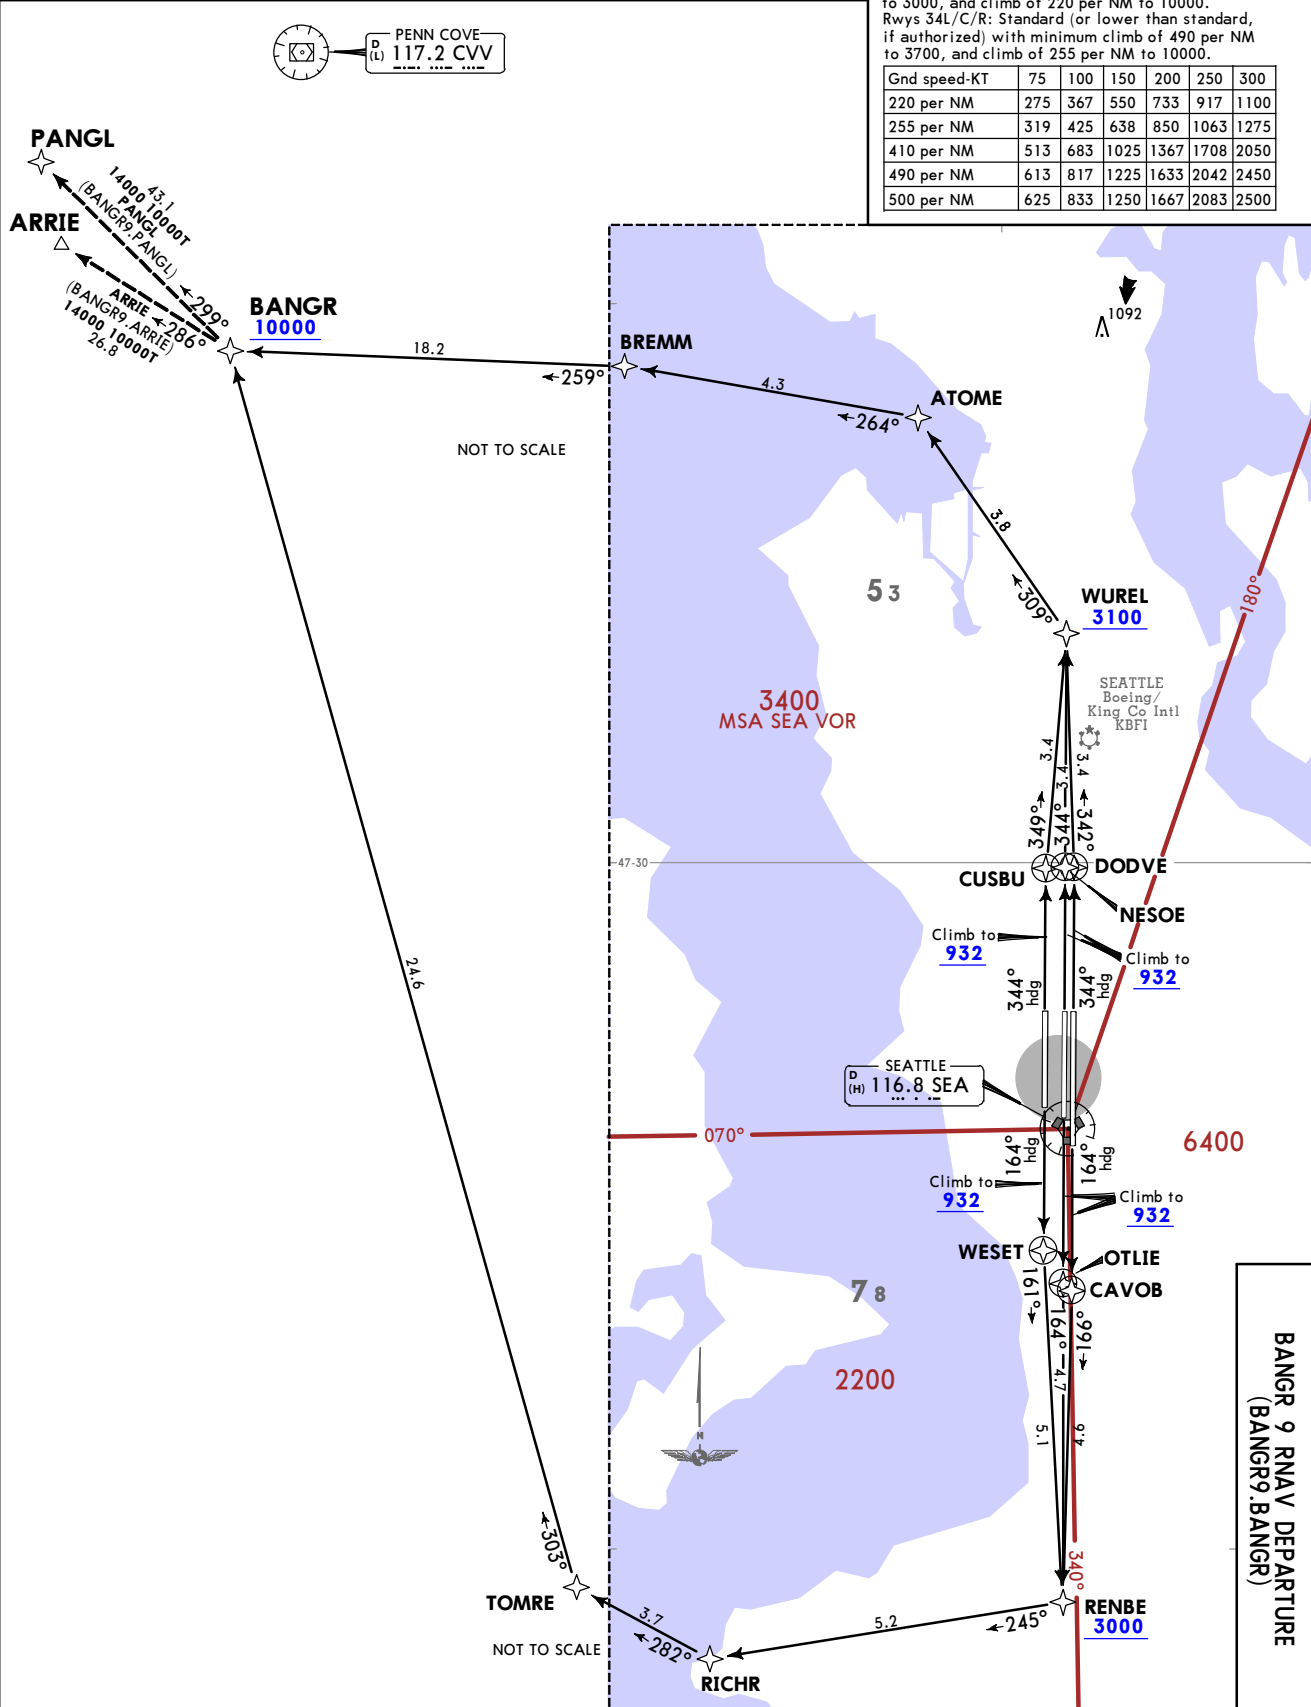 to 3000, and climb of 220 per NM to 10000.
Rwys 34L/C/R: Standard (or lower than standard,
if authorized) with minimum climb of 490 per NM
to 3700, and climb of 255 per NM to 10000.
Gnd speed-KT 75 100 150 200 250 300
220 per NM 275 367 550 733 917 1100
255 per NM 319 425 638 850 1063 1275
410 per NM 513 683 1025 1367 1708 2050
490 per NM 613 817 1225 1633 2042 2450
500 per NM 625 833 1250 1667 2083 2500
PENN COVE
D
(L) 117.2 CVV
PANGL
43.1
14000 10000T
PANGL
(BANGR9.PANGL)
299°
ARRIE
286°
ARRIE
(BANGR9.ARRIE)
14000 10000T
26.8
BANGR
10000
18.2
259°
BREMM
4.3
264°
ATOME
1092
NOT TO SCALE
3.8
309°
5 3
WUREL
3100
180°
3400
MSA SEA VOR
SEATTLE
Boeing/
King Co Intl
KBFI
3.4
3.4
3.4
349°
344°
342°
47-30
CUSBU
DODVE
NESOE
Climb to
932
Climb to
932
344°
hdg
344°
hdg
24.6
SEATTLE
D
(H) 116.8 SEA
070°
6400
164°
hdg
164°
hdg
Climb to
932
Climb to
932
WESET
OTLIE
CAVOB
161°
164°
166°
7 8
2200
4.7
5.1
4.6
N
BANGR 9 RNAV DEPARTURE
(BANGR9.BANGR)
303°
340°
TOMRE
3.7
282°
NOT TO SCALE
RICHR
5.2
245°
RENBE
3000